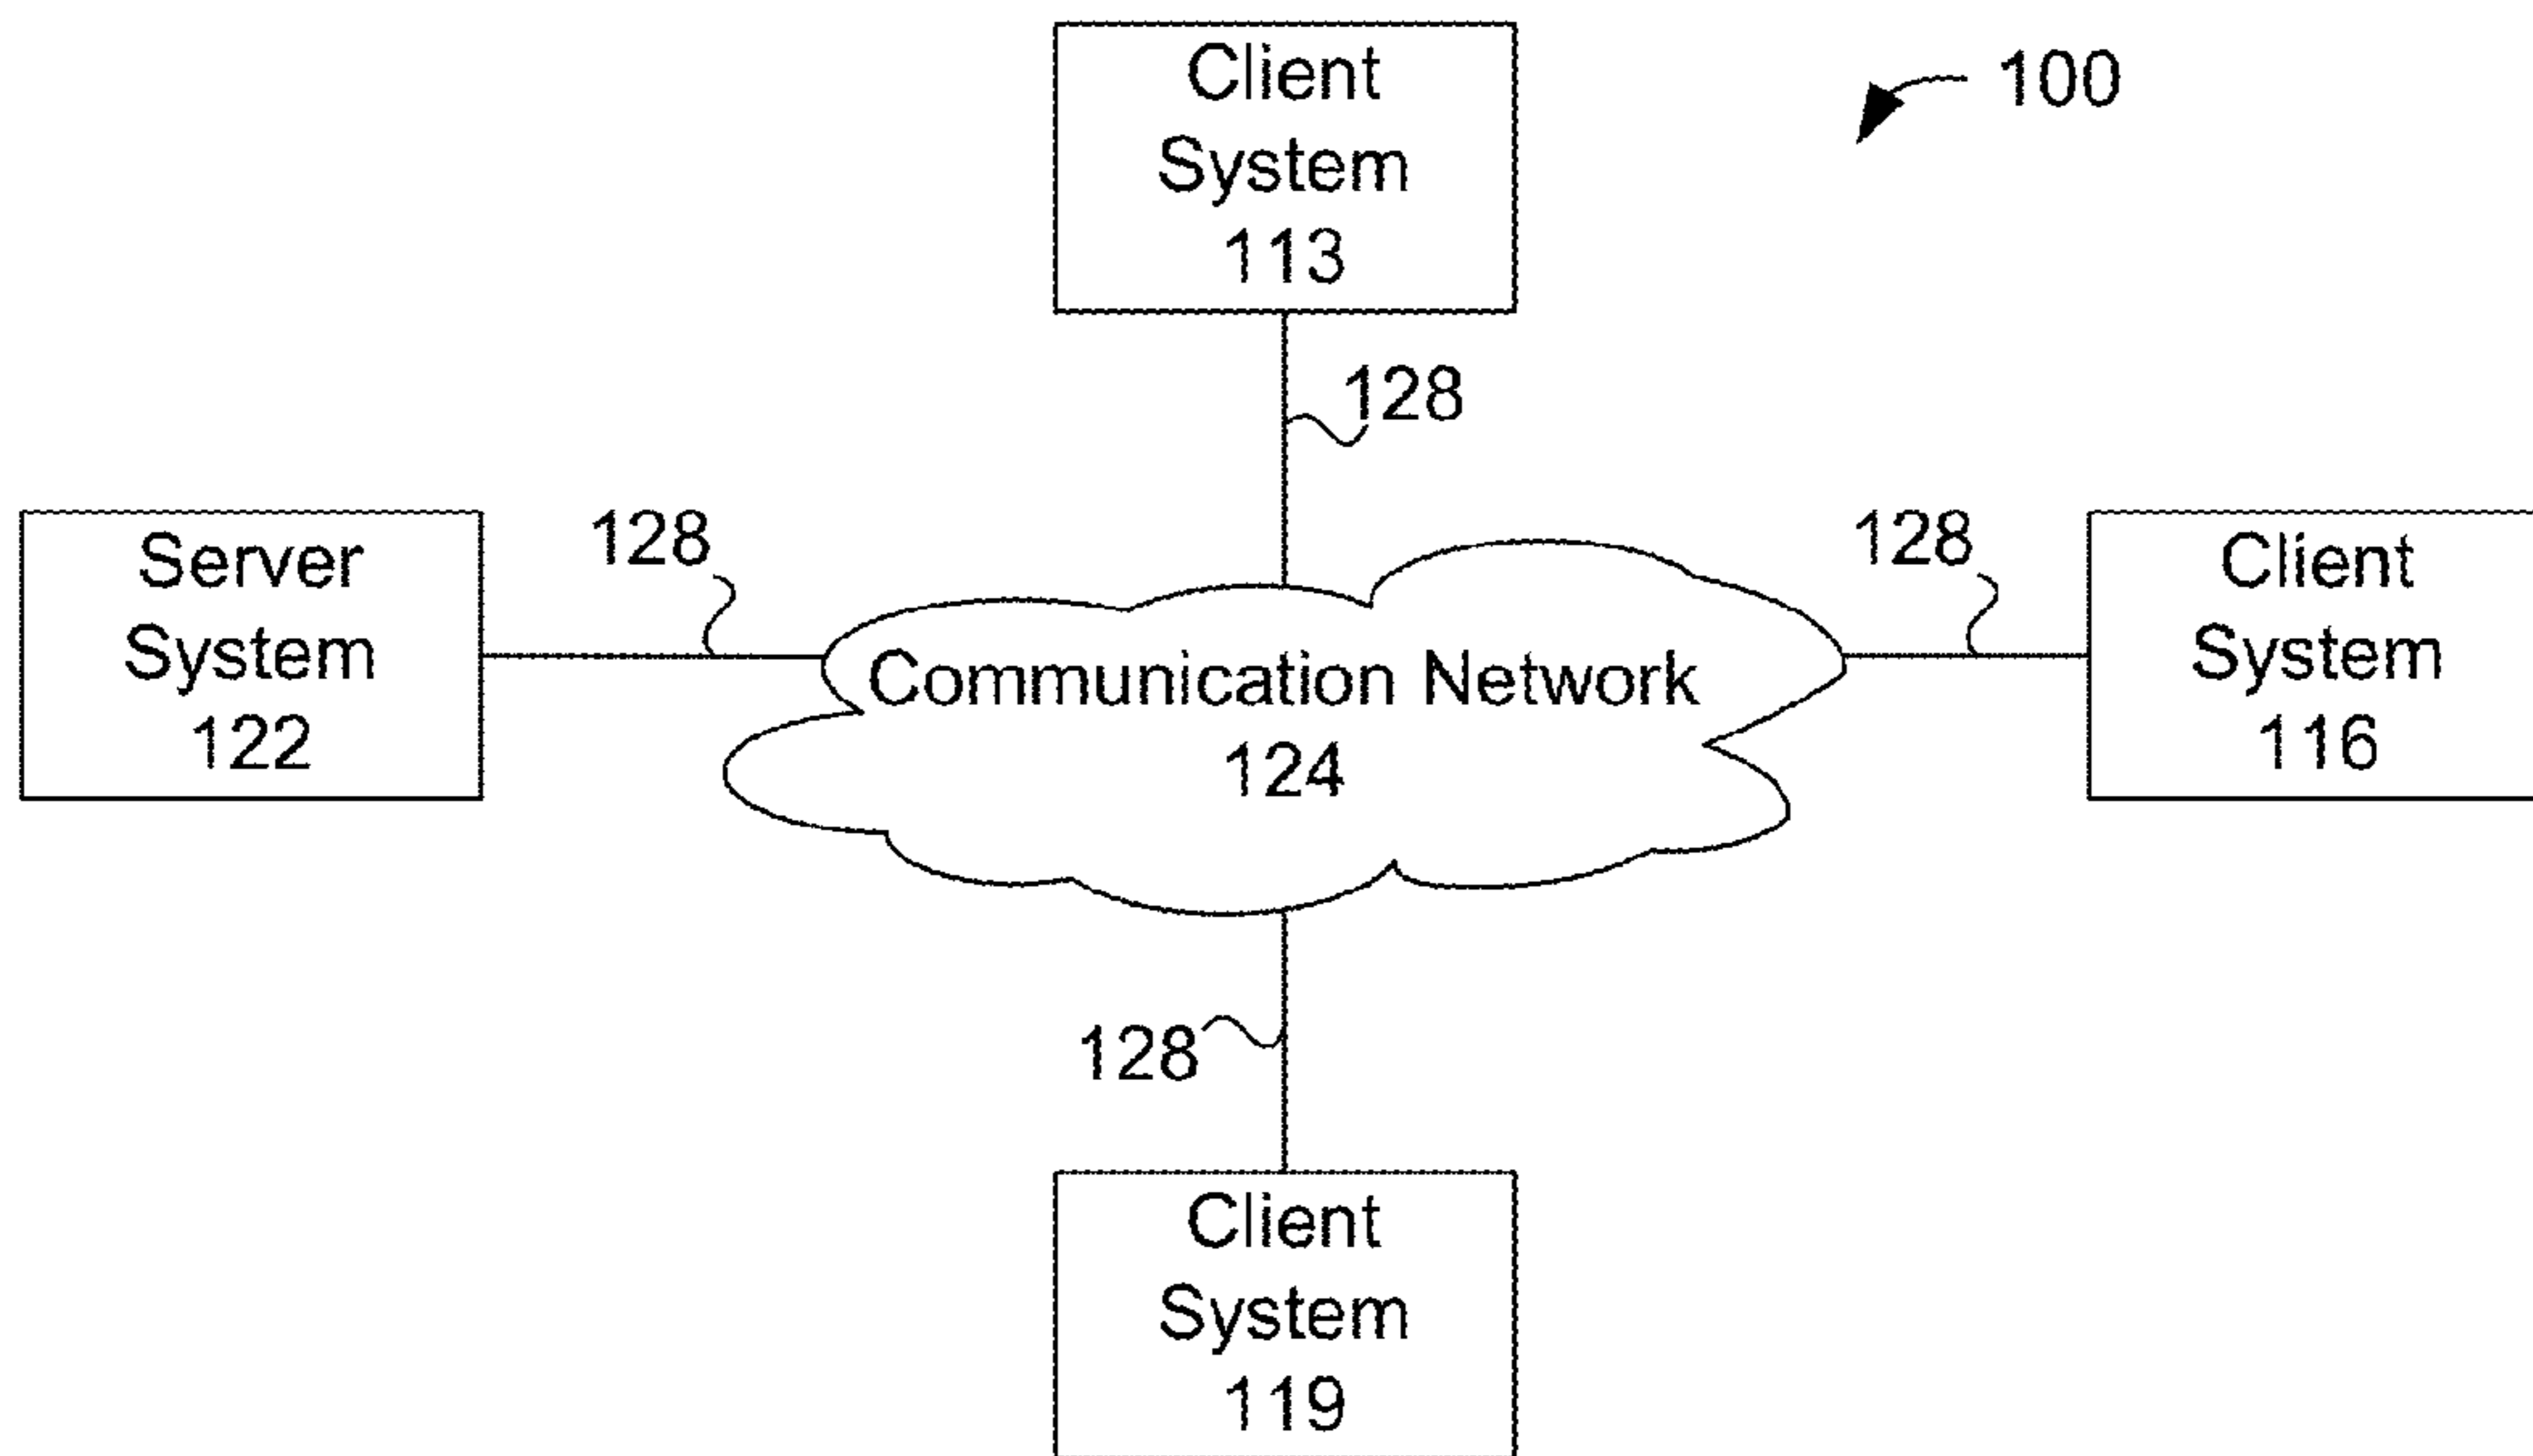 Client
System
113
100
128
Server
System
122
128
128
Client
System
116
Communication Network
124
128
Client
System
119